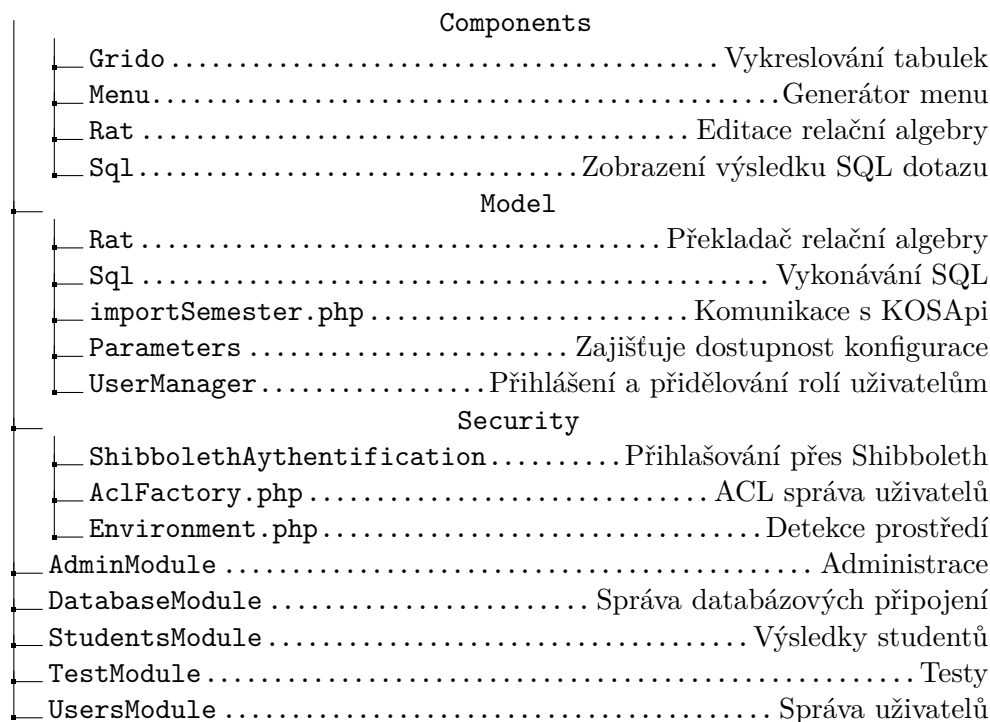 Components
Grido ........ Vykreslování tabulek
Menu ........ Generátor menu
Rat ........ Editace relační algebry
Sql ........ Zobrazení výsledku SQL dotazu
Model
Rat ........ Překladač relační algebry
Sql ........ Vykonávání SQL
importSemester.php ........ Komunikace s KOSApi
Parameters ........ Zajišťuje dostupnost konfigurace
UserManager ........ Přihlášení a přidělování rolí uživatelům
Security
ShibbolethAythentification ........ Přihlašování přes Shibboleth
AclFactory.php ........ ACL správa uživatelů
Environment.php ........ Detekce prostředí
AdminModule ........ Administrace
DatabaseModule ........ Správa databázových připojení
StudentsModule ........ Výsledky studentů
TestModule ........ Testy
UsersModule ........ Správa uživatelů